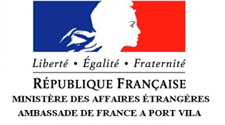 Liberté • Égalité • Fraternité
RÉPUBLIQUE FRANÇAISE
MINISTÈRE DES AFFAIRES ÉTRANGÈRES
AMBASSADE DE FRANCE A PORT VILA